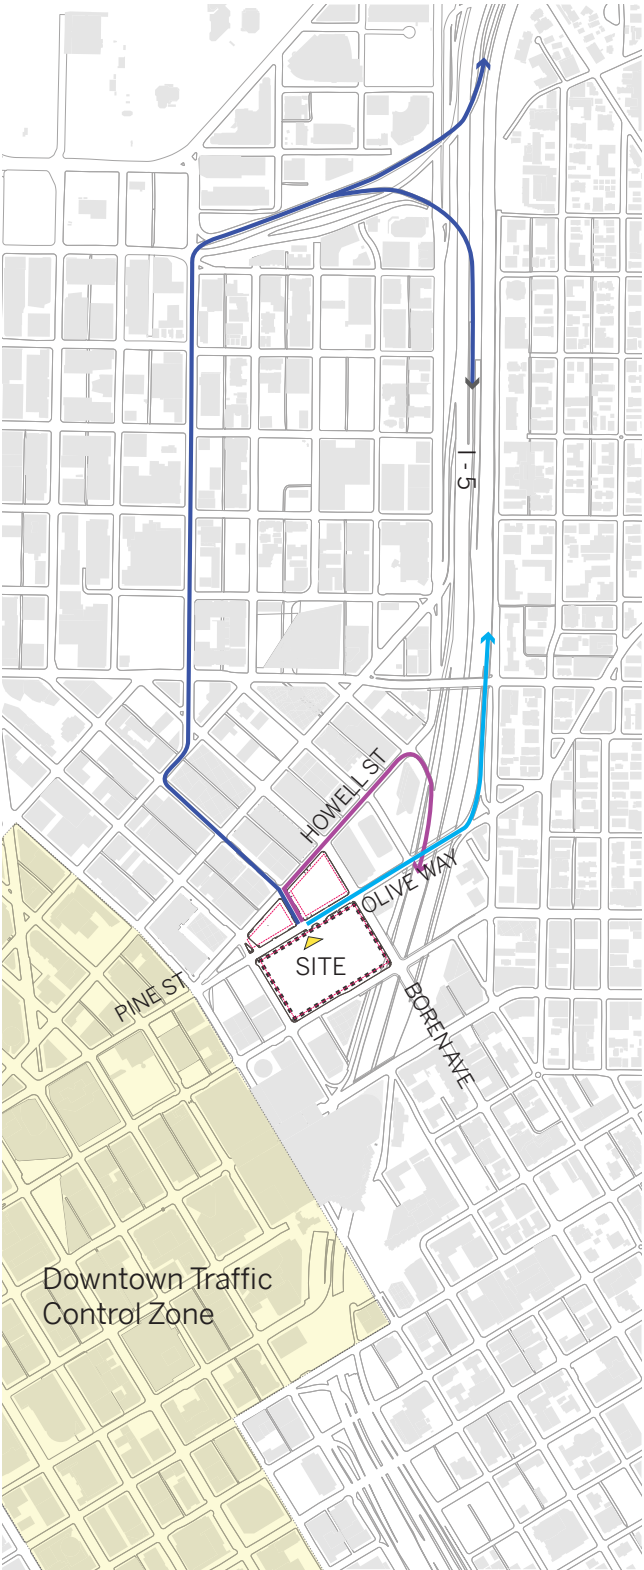 I - 5
HOWELL ST
OLIVE WAY
SITE
PINE ST
BOREN AVE
Downtown Traffic
Control Zone